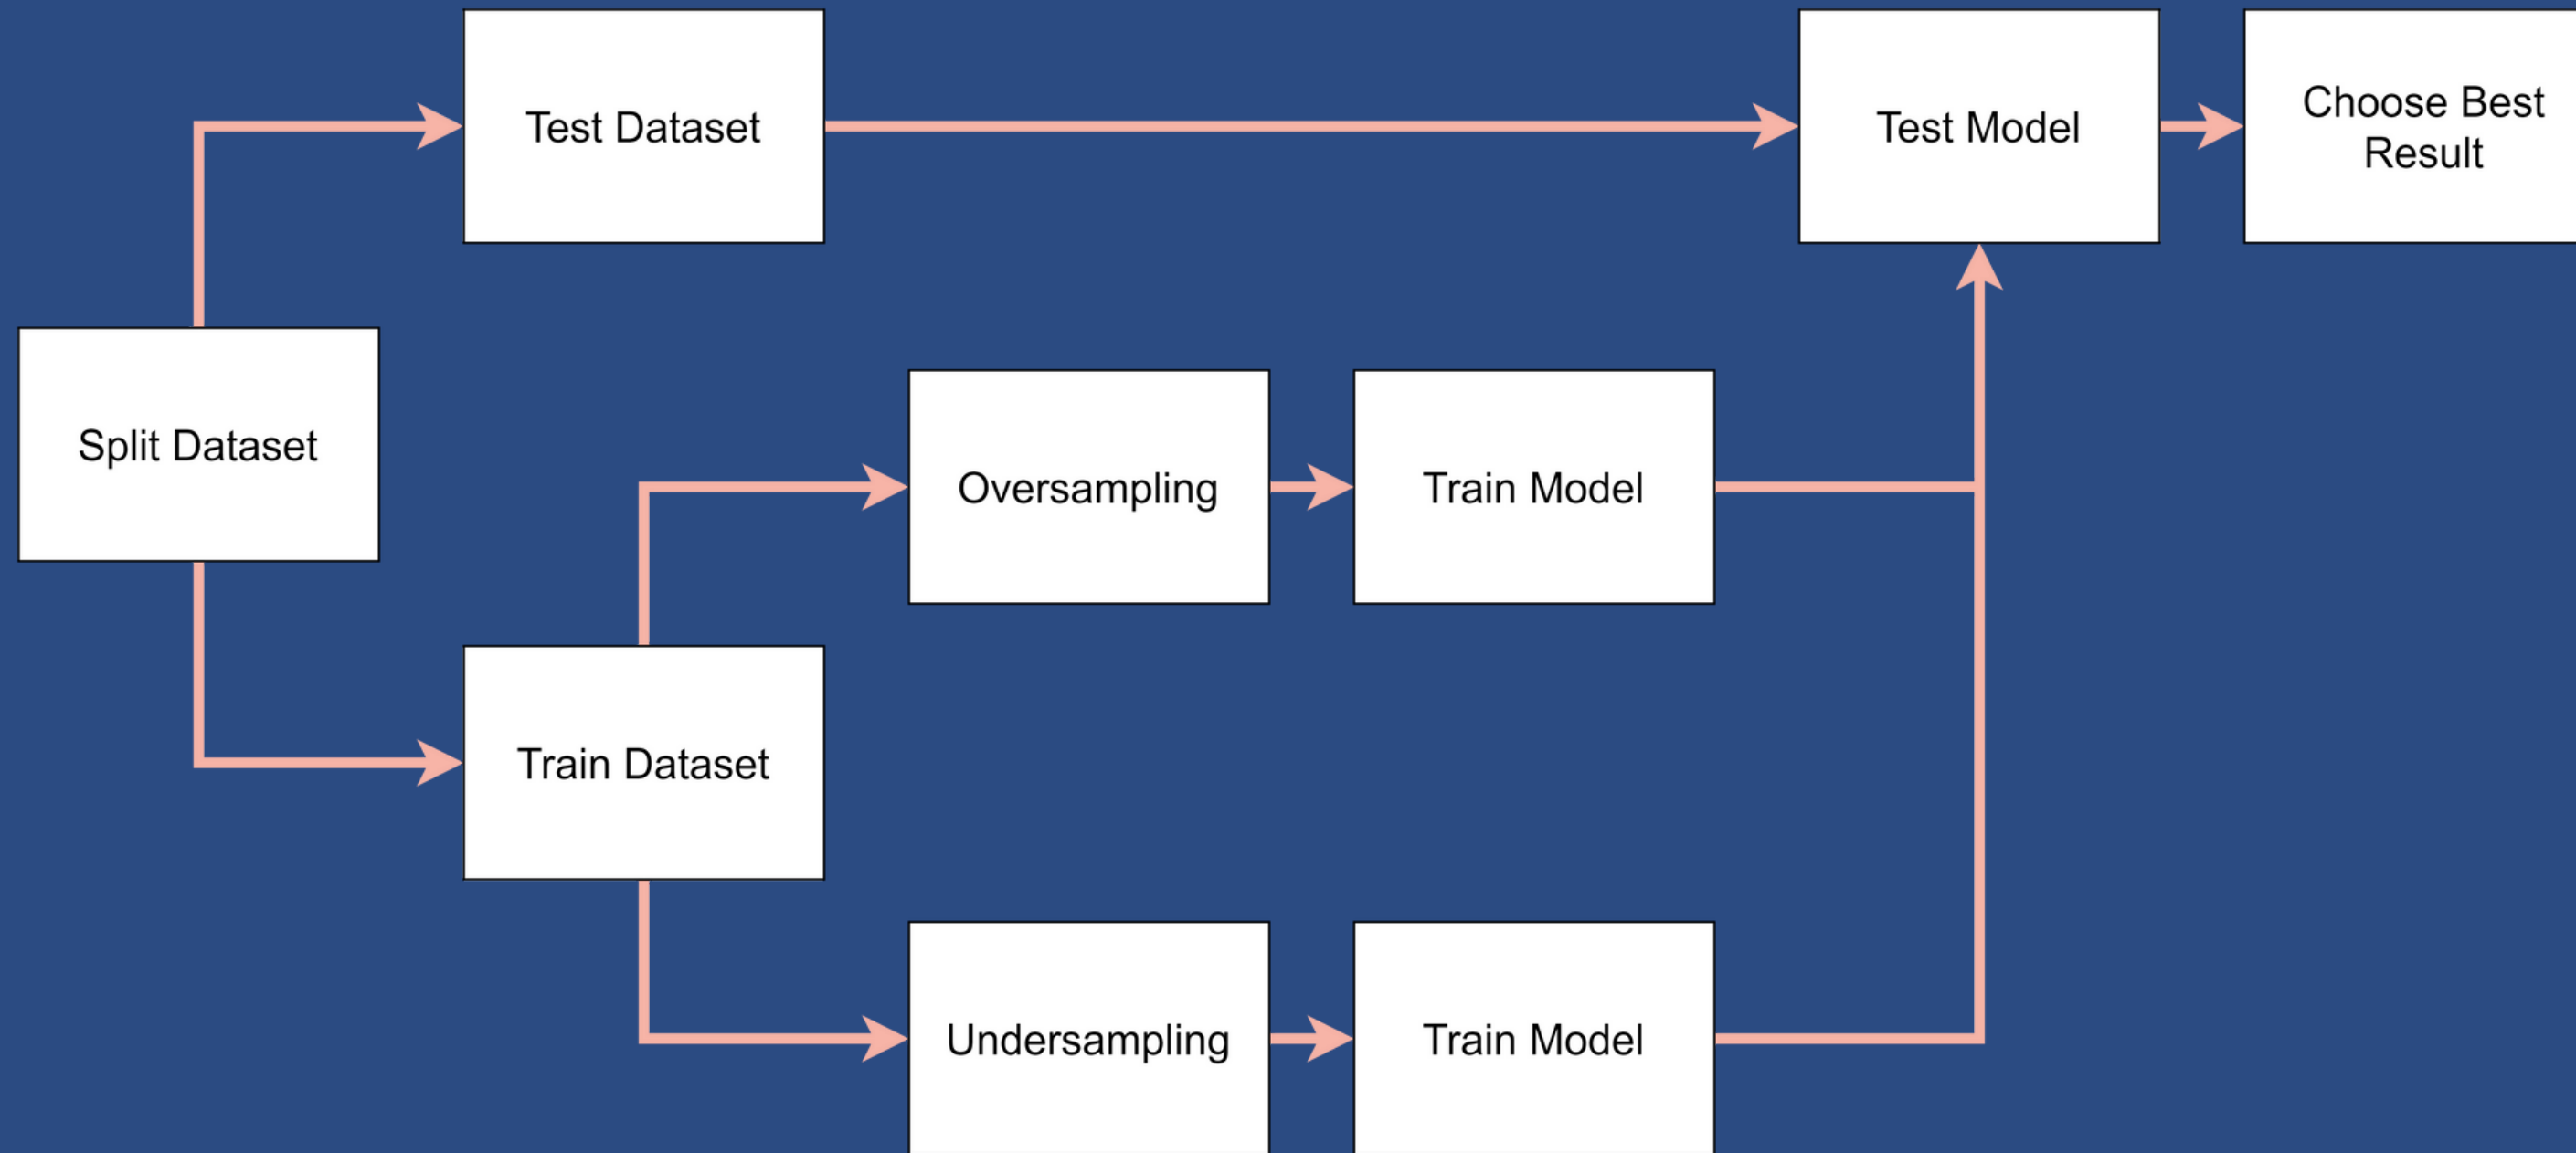 Test Dataset
Test Model
Choose Best
Result
Split Dataset
Oversampling
Train Model
Train Dataset
Undersampling
Train Model